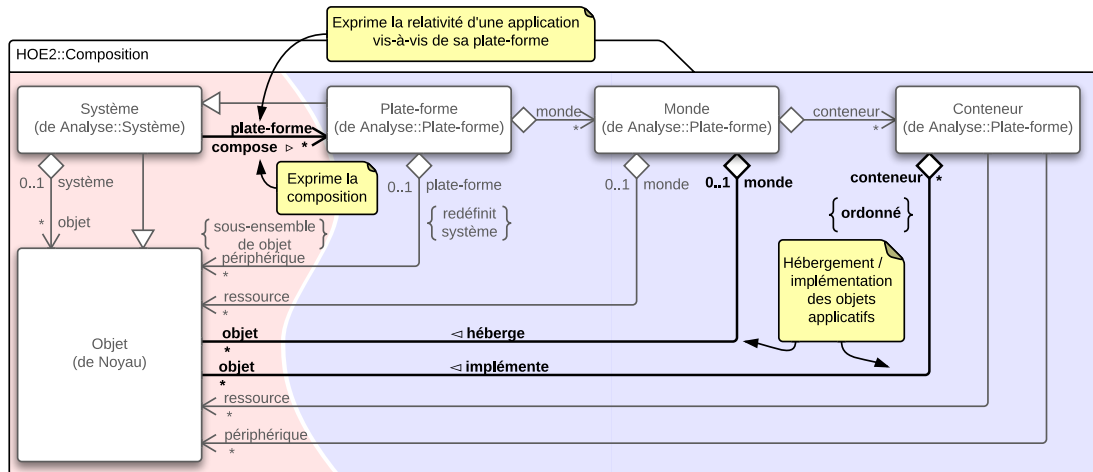 Exprime la relativité d'une application
vis-à-vis de sa plate-forme
HOE2::Composition
Système
(de Analyse::Système)
Plate-forme
(de Analyse::Plate-forme)
monde
*
Monde
(de Analyse::Plate-forme)
conteneur
*
Conteneur
(de Analyse::Plate-forme)
plate-forme
compose ▹ *
Exprime la
composition
0..1
système
*
objet
0..1
plate-forme
{ redéfinit
système }
0..1
monde
0..1
monde
conteneur
*
{ ordonné }
{ sous-ensemble
de objet }
périphérique
*
ressource
*
Hébergement /
implémentation
des objets
applicatifs
Objet
(de Noyau)
objet
*
◃ héberge
objet
*
◃ implémente
ressource
*
périphérique
*